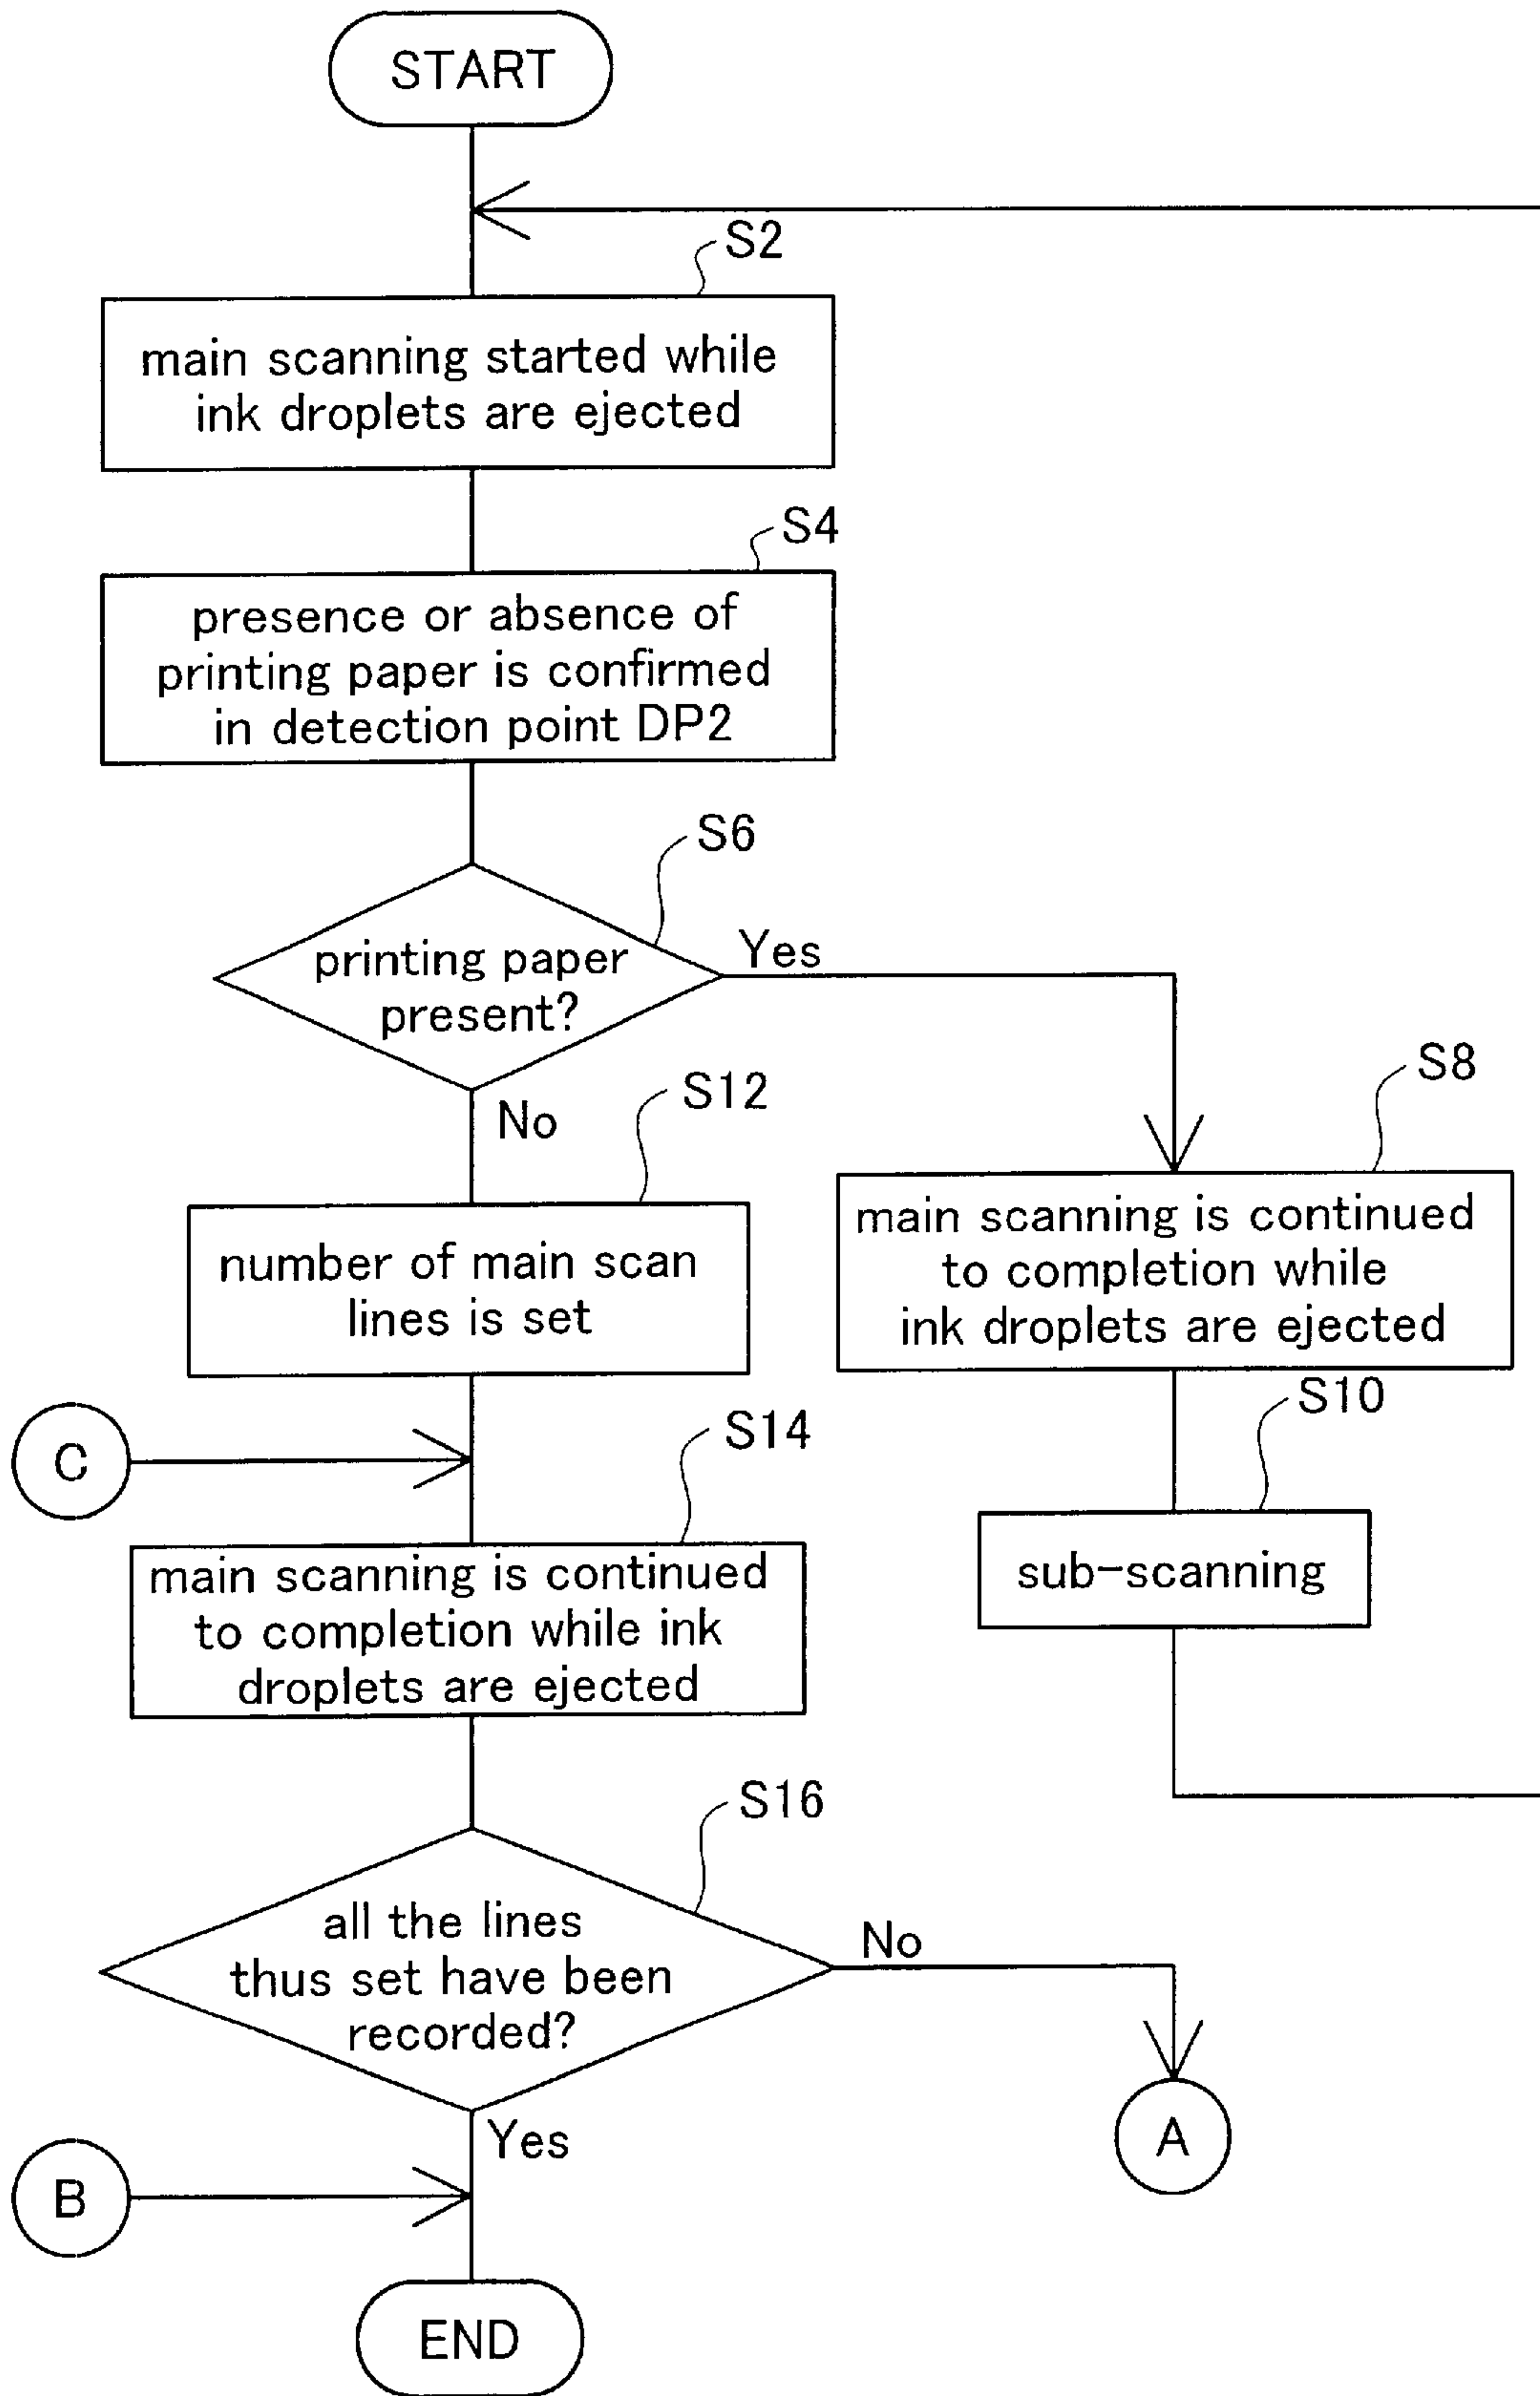 START
S2
main scanning started while
ink droplets are ejected
S4
presence or absence of
printing paper is confirmed
in detection point DP2
S6
printing paper
present?
Yes
No
S12
number of main scan
lines is set
S8
main scanning is continued
to completion while
ink droplets are ejected
S10
sub-scanning
C
S14
main scanning is continued
to completion while ink
droplets are ejected
S16
all the lines
thus set have been
recorded?
No
A
Yes
B
END